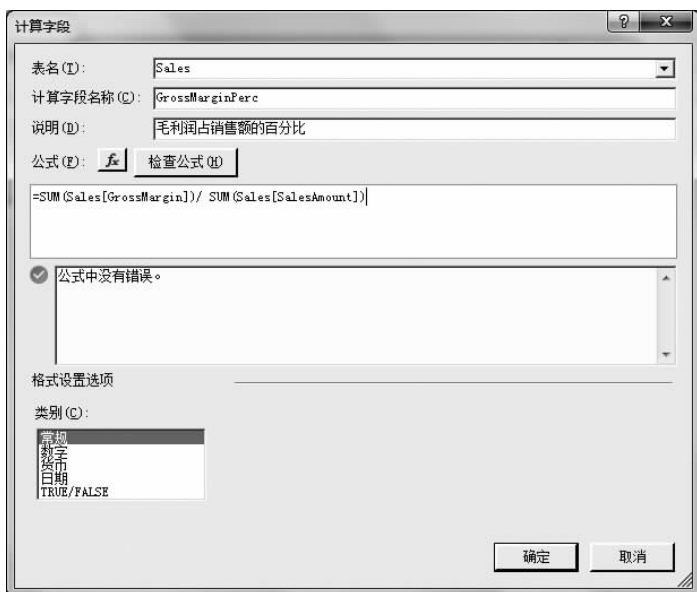 计算字段
表名(T): Sales
计算字段名称(C): GrossMarginPerc
说明(D): 毛利润占销售额的百分比
公式(F): fx 检查公式(H)
=SUM(Sales[GrossMargin])/ SUM(Sales[SalesAmount])
公式中没有错误。
格式设置选项
类别(C):
常规
数字
货币
日期
TRUE/FALSE
确定 取消